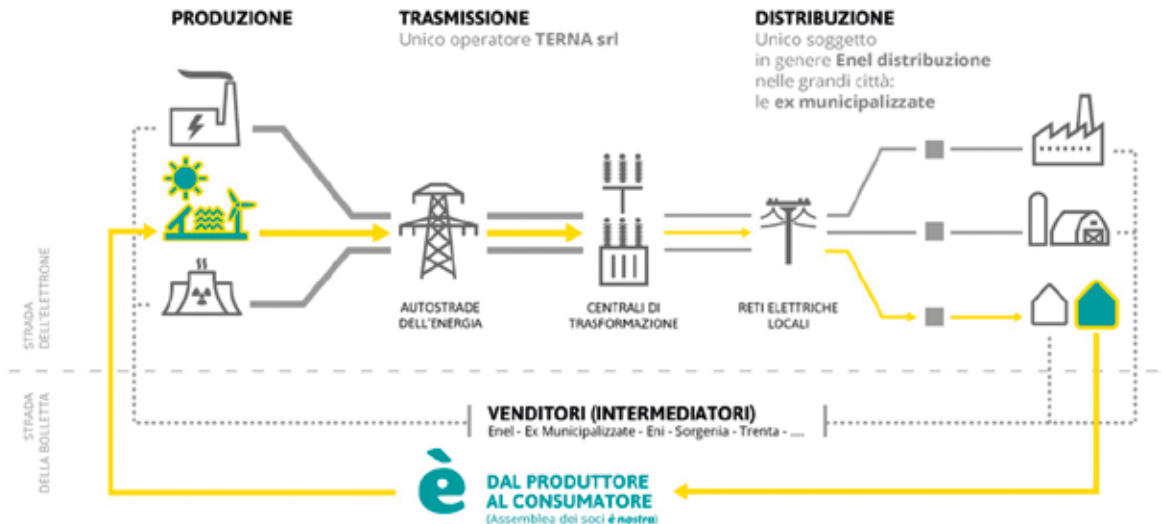 PRODUZIONE
TRASMISSIONE
Unico operatore TERNA srl
DISTRIBUZIONE
Unico soggetto
in genere Enel distribuzione
nelle grandi città:
le ex municipalizzate
AUTOSTRADE
DELL'ENERGIA
CENTRALI DI
TRASFORMAZIONE
RETI ELETTRICHE
LOCALI
STRADA
DELL'ELETTRONE
STRADA
DELLA BOLLETTA
VENDITORI (INTERMEDIATORI)
Enel - Ex Municipalizzate - Eni - Sorgenia - Trenta - ....
è
DAL PRODUTTORE
AL CONSUMATORE
(Assemblea dei soci è nostra)